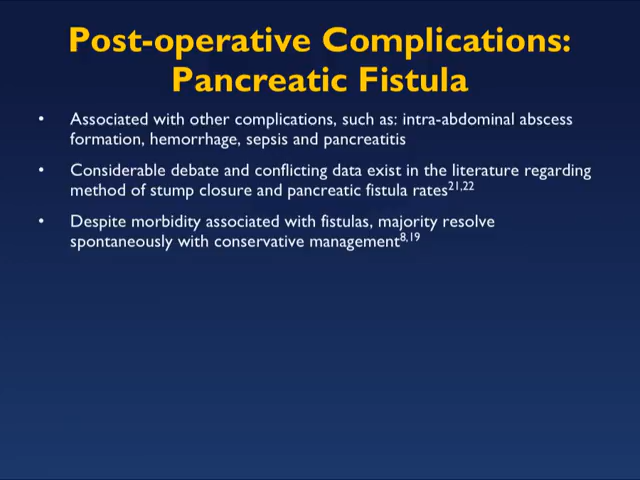 Post-operative Complications:
Pancreatic Fistula
• Associated with other complications, such as: intra-abdominal abscess
formation, hemorrhage, sepsis and pancreatitis
• Considerable debate and conflicting data exist in the literature regarding
method of stump closure and pancreatic fistula rates21,22
• Despite morbidity associated with fistulas, majority resolve
spontaneously with conservative management8,19